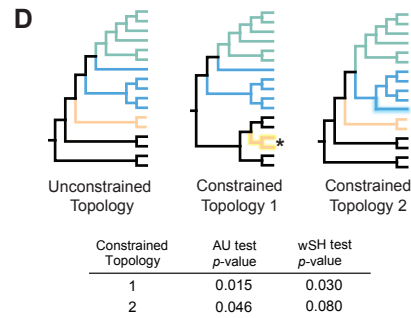 D
*
Unconstrained Topology
Constrained Topology 1
Constrained Topology 2
Constrained Topology
AU test p-value
wSH test p-value
1 0.015 0.030
2 0.046 0.080